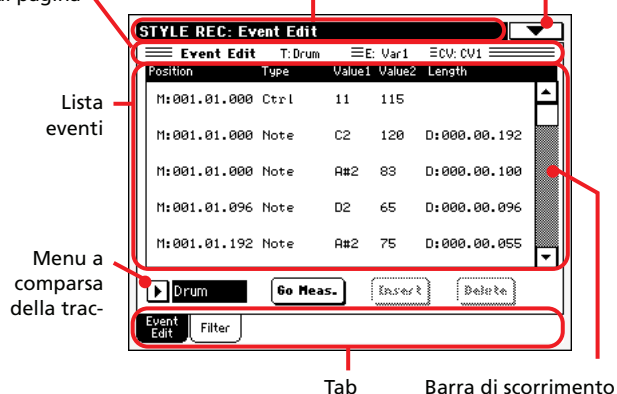 di pagina
STYLE REC: Event Edit
Event Edit T:Drum E: Var1 CV: CV1
Position Type Value1 Value2 Length
M:001.01.000 Ctrl 11 115
M:001.01.000 Note C2 120 D:000.00.192
M:001.01.000 Note A#2 83 D:000.00.100
M:001.01.096 Note D2 65 D:000.00.096
M:001.01.192 Note A#2 75 D:000.00.055
Lista
eventi
Menu a
comparsa
della trac-
Drum Go Meas. Insert Delete
Event
Edit Filter
Tab Barra di scorrimento